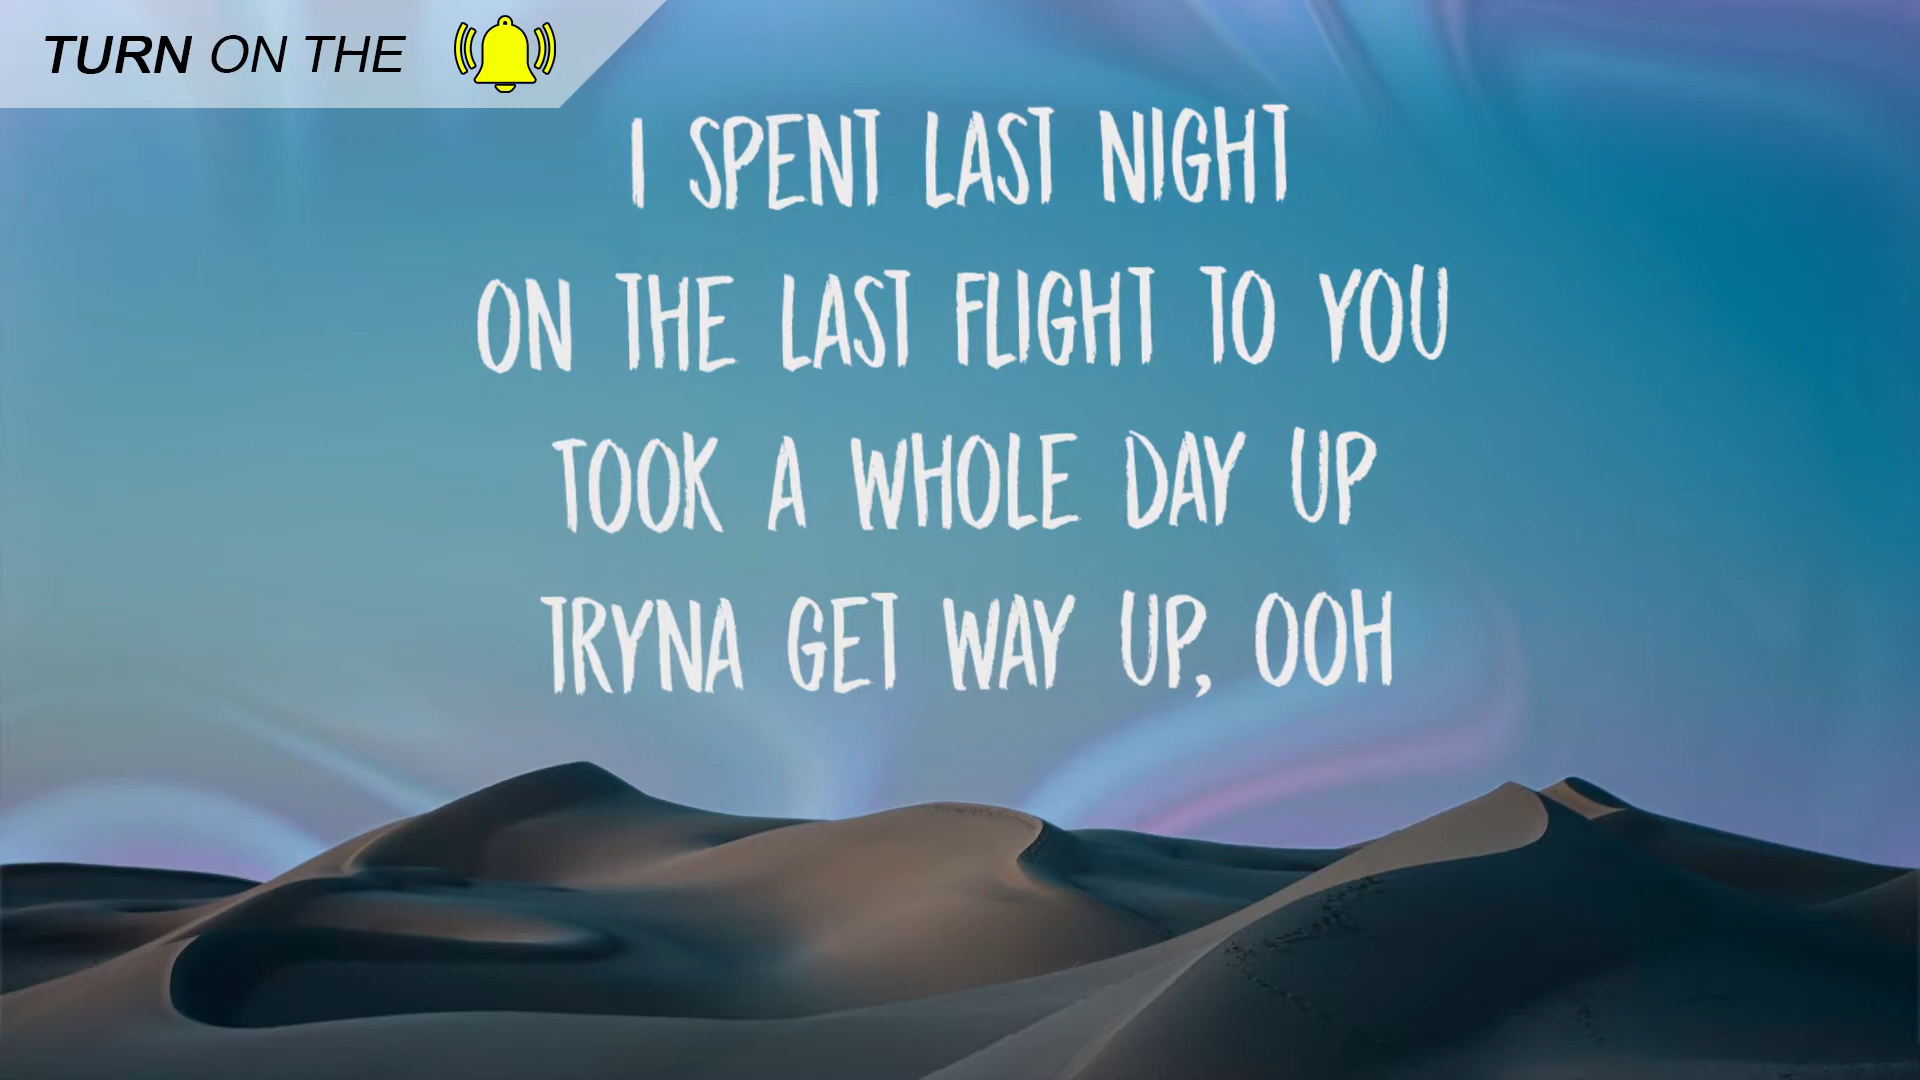 TURN ON THE
I SPENT LAST NIGHT
ON THE LAST FLIGHT TO YOU
TOOK A WHOLE DAY UP
TRYNA GET WAY UP, OOH